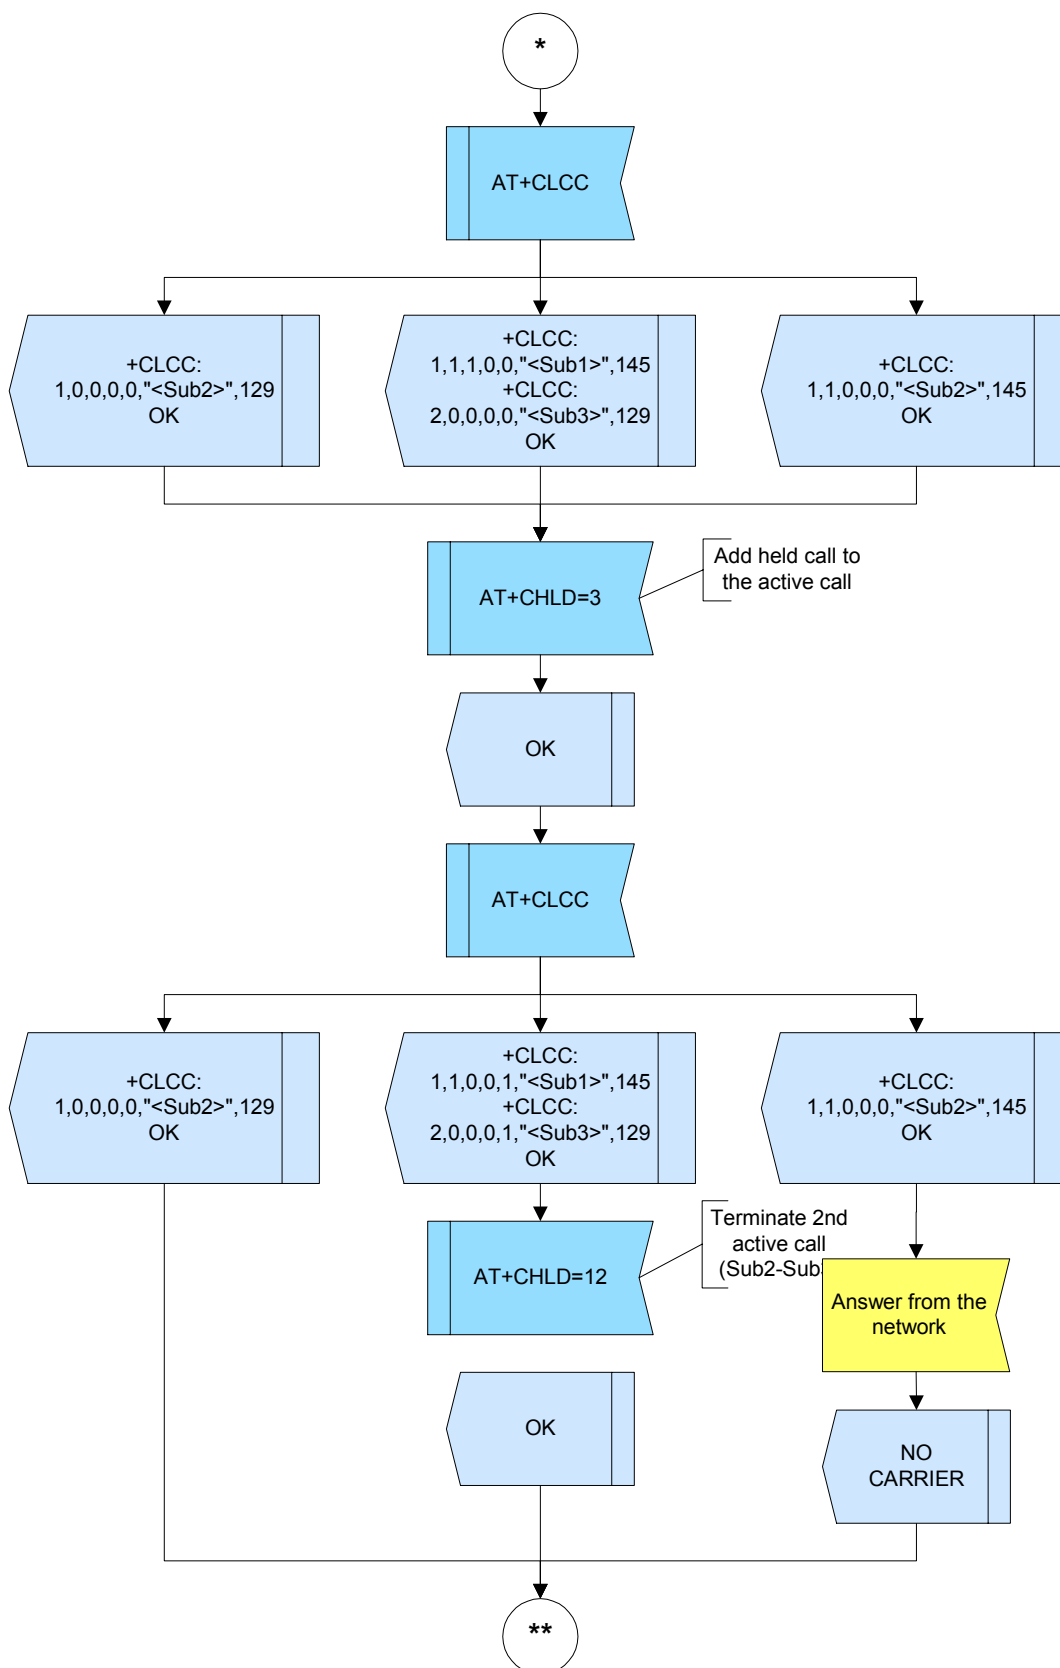 *
AT+CLCC
+CLCC:
1,0,0,0,0,"<Sub2>",129
OK
+CLCC:
1,1,1,0,0,"<Sub1>",145
+CLCC:
2,0,0,0,0,"<Sub3>",129
OK
+CLCC:
1,1,0,0,0,"<Sub2>",145
OK
AT+CHLD=3
Add held call to
the active call
OK
AT+CLCC
+CLCC:
1,0,0,0,0,"<Sub2>",129
OK
+CLCC:
1,1,0,0,1,"<Sub1>",145
+CLCC:
2,0,0,0,1,"<Sub3>",129
OK
+CLCC:
1,1,0,0,0,"<Sub2>",145
OK
AT+CHLD=12
Terminate 2nd
active call
(Sub2-Sub3
Answer from the
network
OK
NO
CARRIER
**